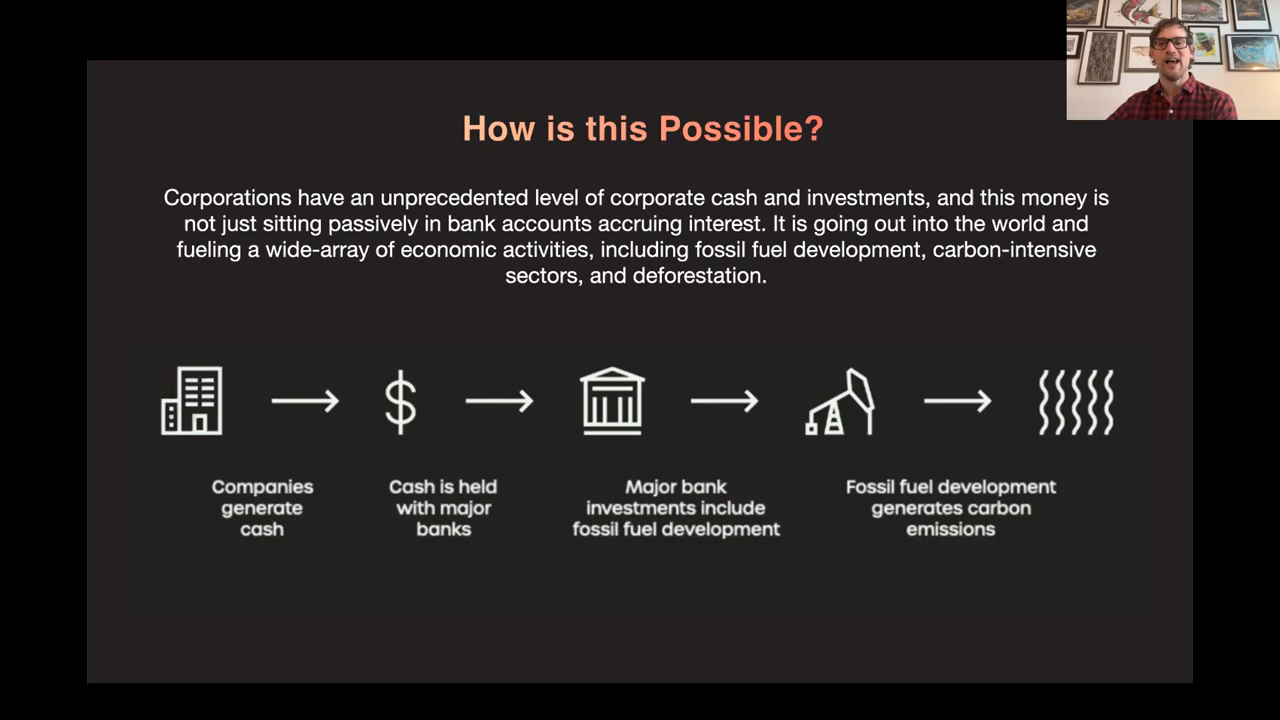 How is this Possible?
Corporations have an unprecedented level of corporate cash and investments, and this money is
not just sitting passively in bank accounts accruing interest. It is going out into the world and
fueling a wide-array of economic activities, including fossil fuel development, carbon-intensive
sectors, and deforestation.
Companies
generate
cash
Cash is held
with major
banks
Major bank
investments include
fossil fuel development
Fossil fuel development
generates carbon
emissions